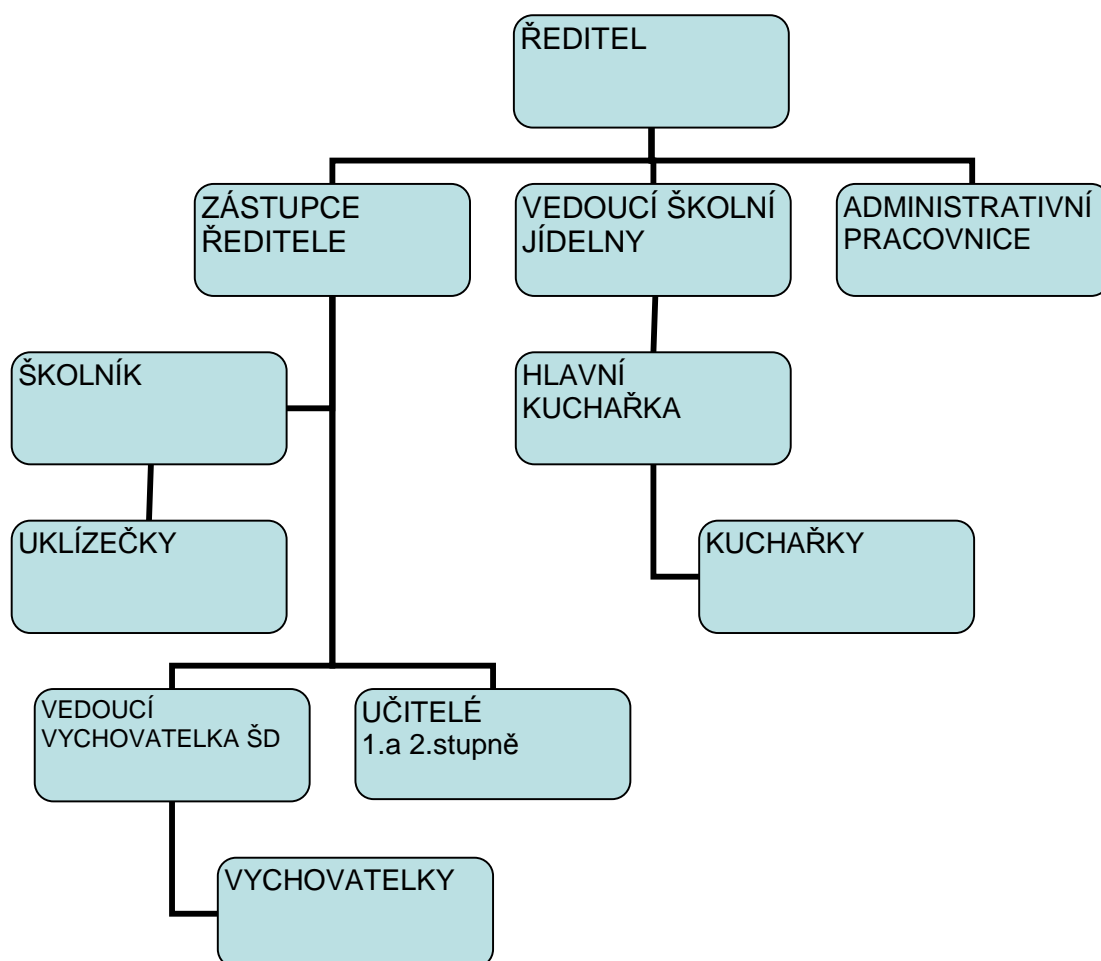 ŘEDITEL
ZÁSTUPCE
ŘEDITELE
VEDOUCÍ ŠKOLNÍ
JÍDELNY
ADMINISTRATIVNÍ
PRACOVNICE
ŠKOLNÍK
HLAVNÍ
KUCHAŘKA
UKLÍZEČKY
KUCHAŘKY
VEDOUCÍ
VYCHOVATELKA ŠD
UČITELÉ
1.a 2.stupně
VYCHOVATELKY